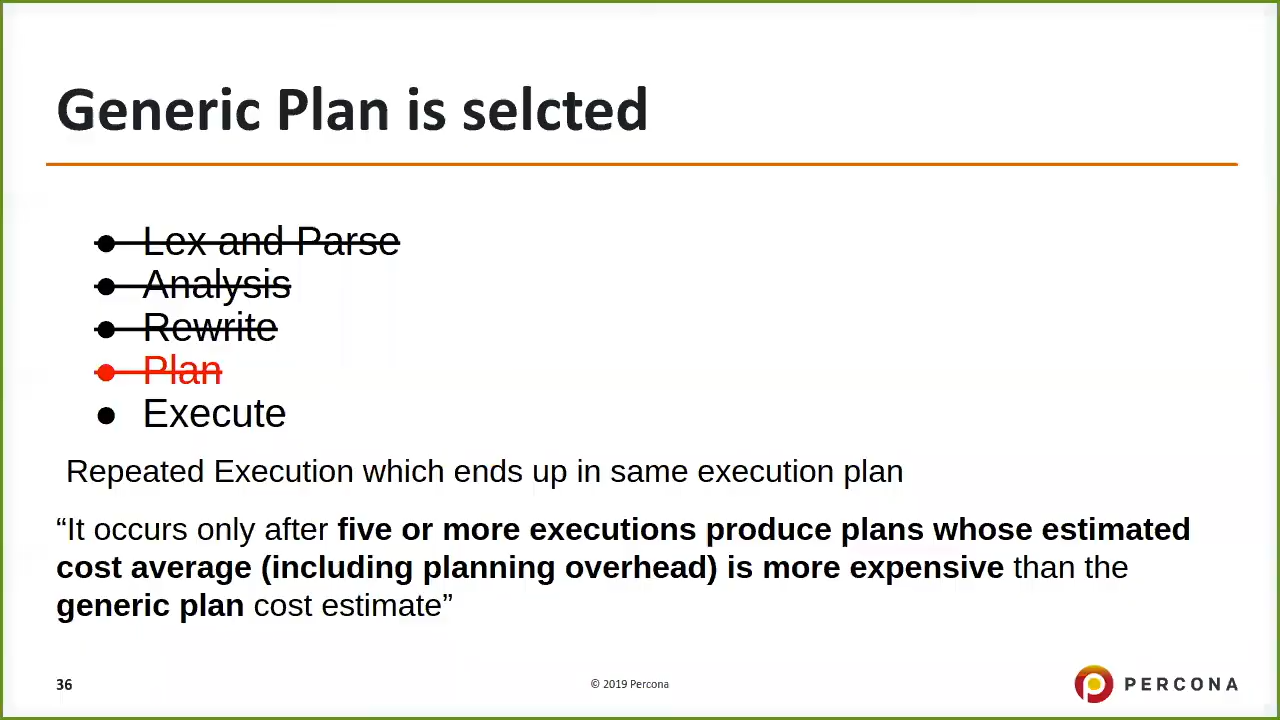 Generic Plan is selcted
● Lex and Parse
● Analysis
● Rewrite
● Plan
● Execute
Repeated Execution which ends up in same execution plan
“It occurs only after five or more executions produce plans whose estimated
cost average (including planning overhead) is more expensive than the
generic plan cost estimate”
36
© 2019 Percona
PERCONA